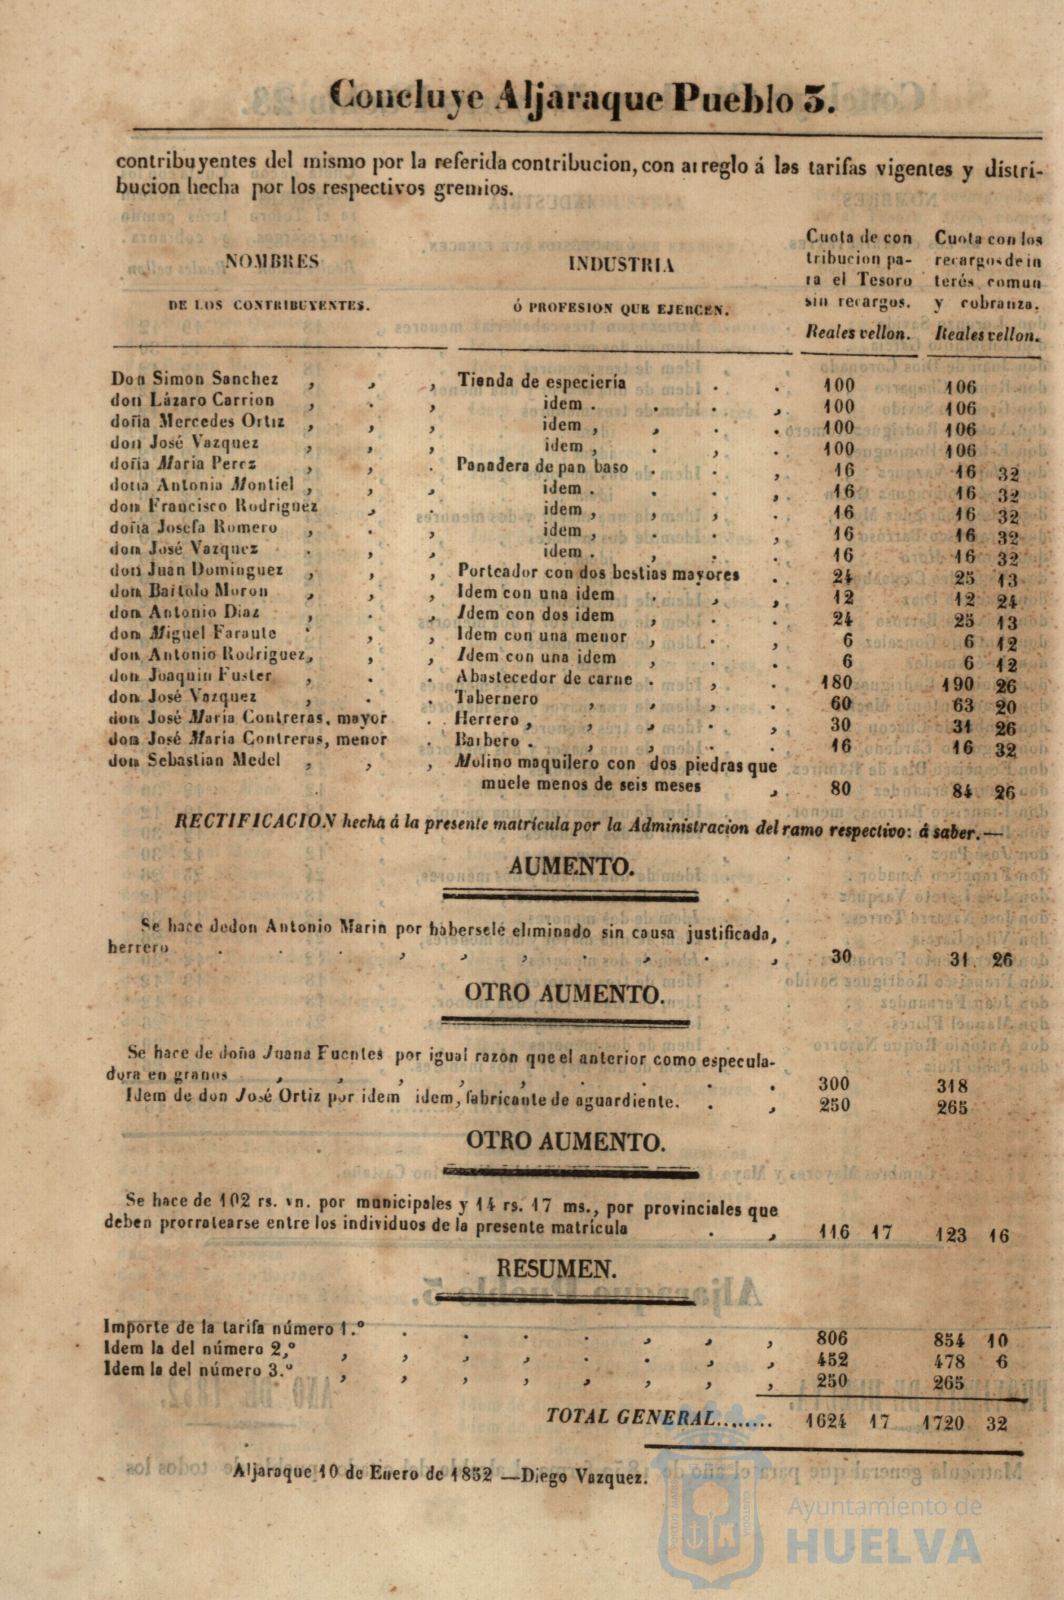 Concluye Aljaraque Pueblo 3.
contribuyentes del mismo por la referida contribucion, con arreglo á las tarifas vigentes y distri-
bucion hecha por los respectivos gremios.
NOMBRES
DE LOS CONTRIBUYENTES.
INDUSTRIA
Ó PROFESION QUE EJERCEN.
Cuota de con
tribucion pa-
ra el Tesoro
sin recargos.
Reales vellon.
Cuota con los
recargos de in
terés comun
y cobranza.
Reales vellon.
Don Simon Sanchez , , , Tienda de especiería . . 100 106
don Lázaro Carrion , . , idem . . . , 100 106
doña Mercedes Ortiz , , , idem , , . . 100 106
don José Vazquez , , , idem , . , . 100 106
doña Maria Perez , , . Panadera de pan baso . . , 16 16 32
doña Antonia Montiel , , , idem . . . , 16 16 32
don Francisco Rodriguez , . idem , , , . 16 16 32
doña Josefa Romero , . , idem , . . , 16 16 32
don José Vazquez . , , idem . , . . 16 16 32
don Juan Dominguez , , , Porteador con dos bestias mayores . 24 25 13
don Bartolo Moron , , , Idem con una idem . , , 12 12 24
don Antonio Diaz , . , Idem con dos idem , . . 24 25 13
don Miguel Faraute , , , Idem con una menor , . , 6 6 12
don Antonio Rodriguez, , , Idem con una idem , . . 6 6 12
don Joaquin Fuster , . . Abastecedor de carne . , . 180 190 26
don José Vazquez , . . Tabernero , , , . 60 63 20
don José Maria Contreras, mayor . Herrero , , , . , 30 31 26
don José María Contreras, menor . Barbero . , , . . 16 16 32
don Sebastian Medel , , , Molino maquilero con dos piedras que
muele menos de seis meses , 80 84 26
RECTIFICACION hecha á la presente matrícula por la Administracion del ramo respectivo: á saber.—
AUMENTO.
Se hace dedon Antonio Marin por habersele eliminado sin causa justificada,
herrero . . . , , , . , . , 30 31 26
OTRO AUMENTO.
Se hace de doña Juana Fuentes por igual razon que el anterior como especula-
dora en granos , , , , , . . . . 300 318
Idem de don José Ortiz por idem idem, fabricante de aguardiente. . , 250 265
OTRO AUMENTO.
Se hace de 102 rs. vn. por municipales y 14 rs. 17 ms., por provinciales que
deben prorratearse entre los individuos de la presente matrícula . , 116 17 123 16
RESUMEN.
Importe de la tarifa número 1.º . . . . , , , 806 854 10
Idem la del número 2.º , , , , . . , , 452 478 6
Idem la del número 3.º , , , , , , , , 250 265
TOTAL GENERAL........ 1624 17 1720 32
Aljaraque 10 de Enero de 1852 —Diego Vazquez.
Ayuntamiento de
HUELVA